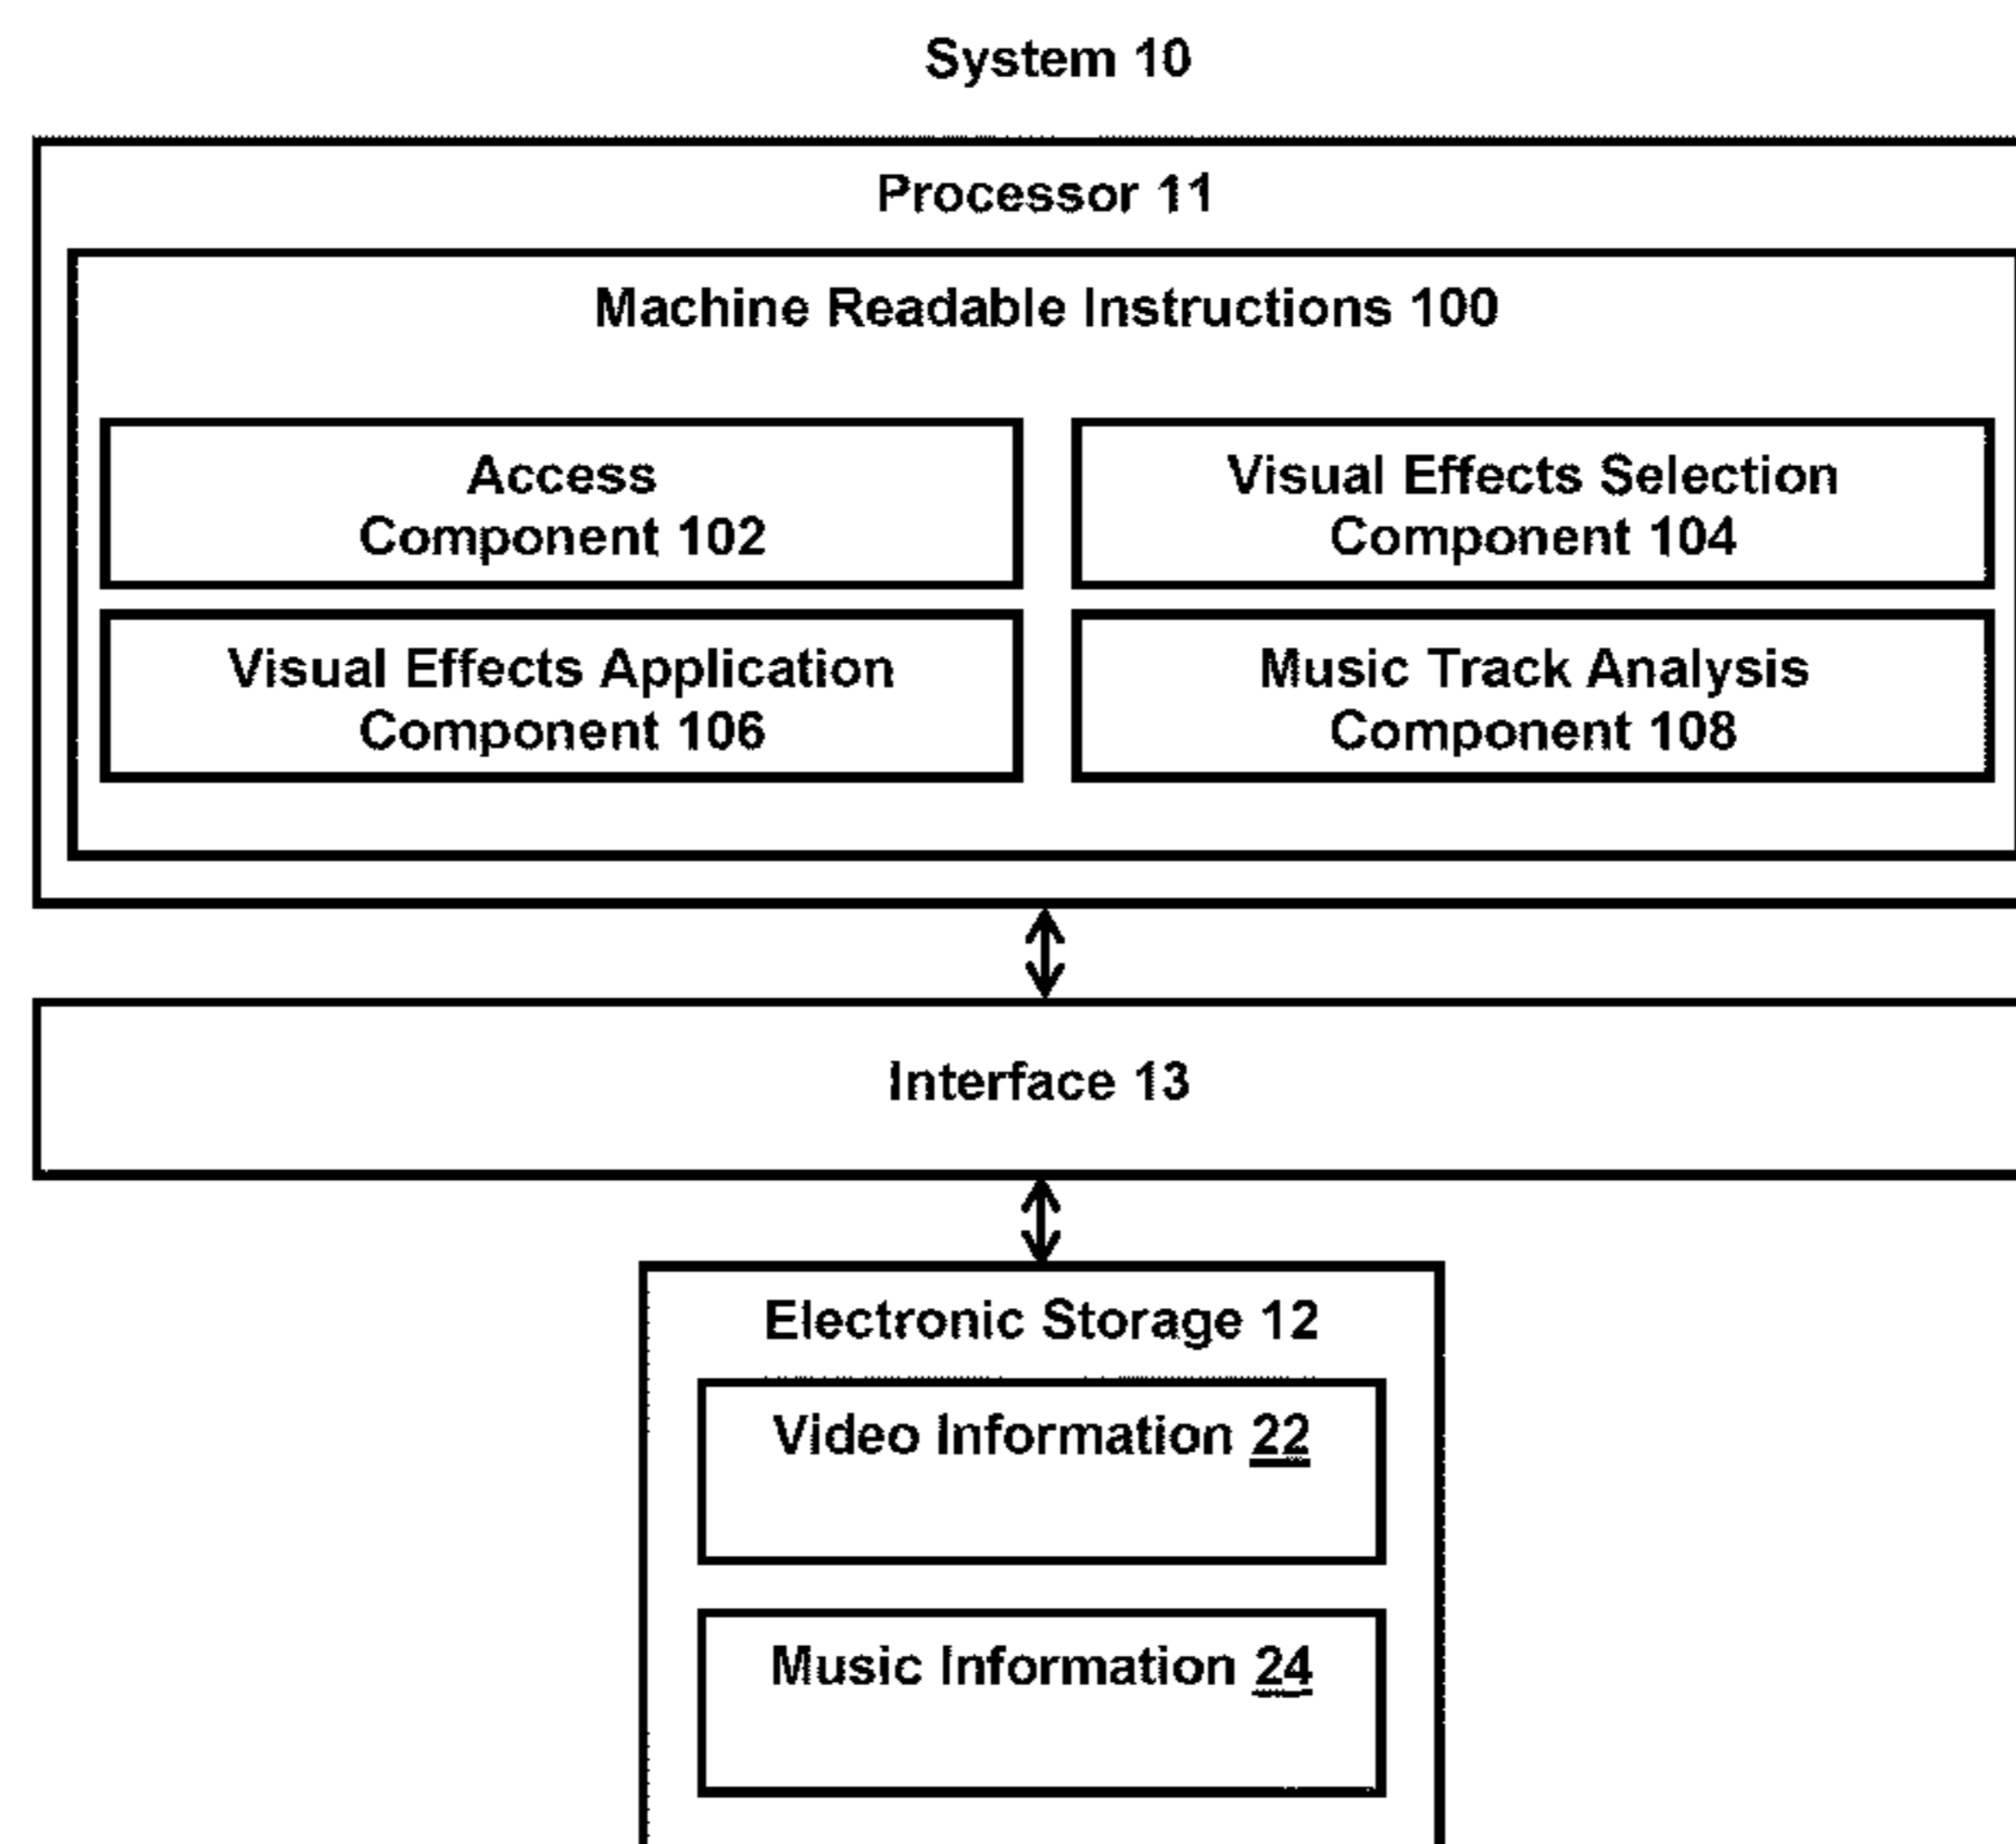 System 10
Processor 11
Machine Readable Instructions 100
Access
Component 102
Visual Effects Selection
Component 104
Visual Effects Application
Component 106
Music Track Analysis
Component 108
Interface 13
Electronic Storage 12
Video Information 22
Music Information 24